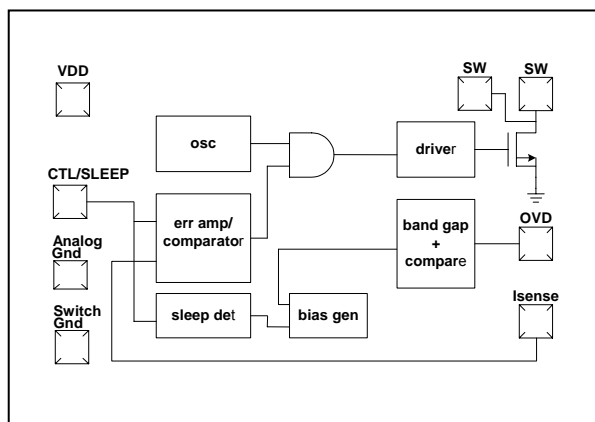 VDD
SW
SW
osc
driver
CTL/SLEEP
err amp/
comparator
band gap
+
compare
OVD
Analog
Gnd
Isense
Switch
Gnd
sleep det
bias gen